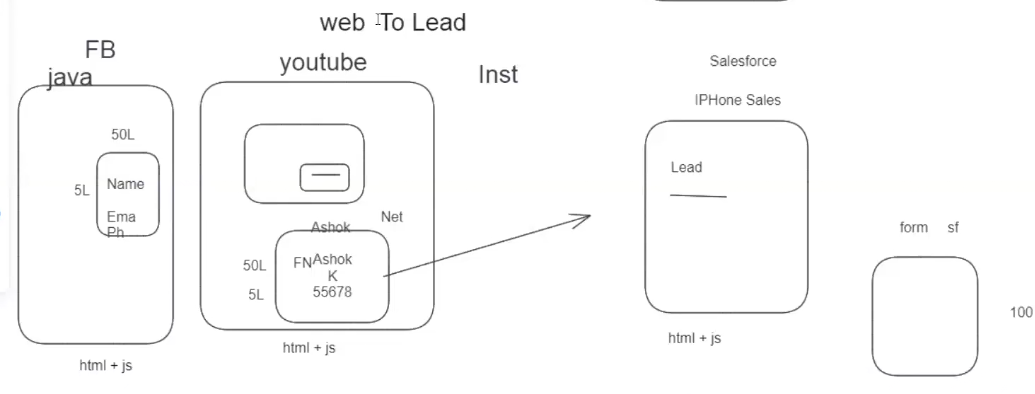 web To Lead
FB
java
youtube
Inst
Salesforce
IPHone Sales
50L
5L
Name
Ema
Ph
Lead
Net
Ashok
form sf
50L
FN
Ashok
K
5L
55678
100
html + js
html + js
html + js